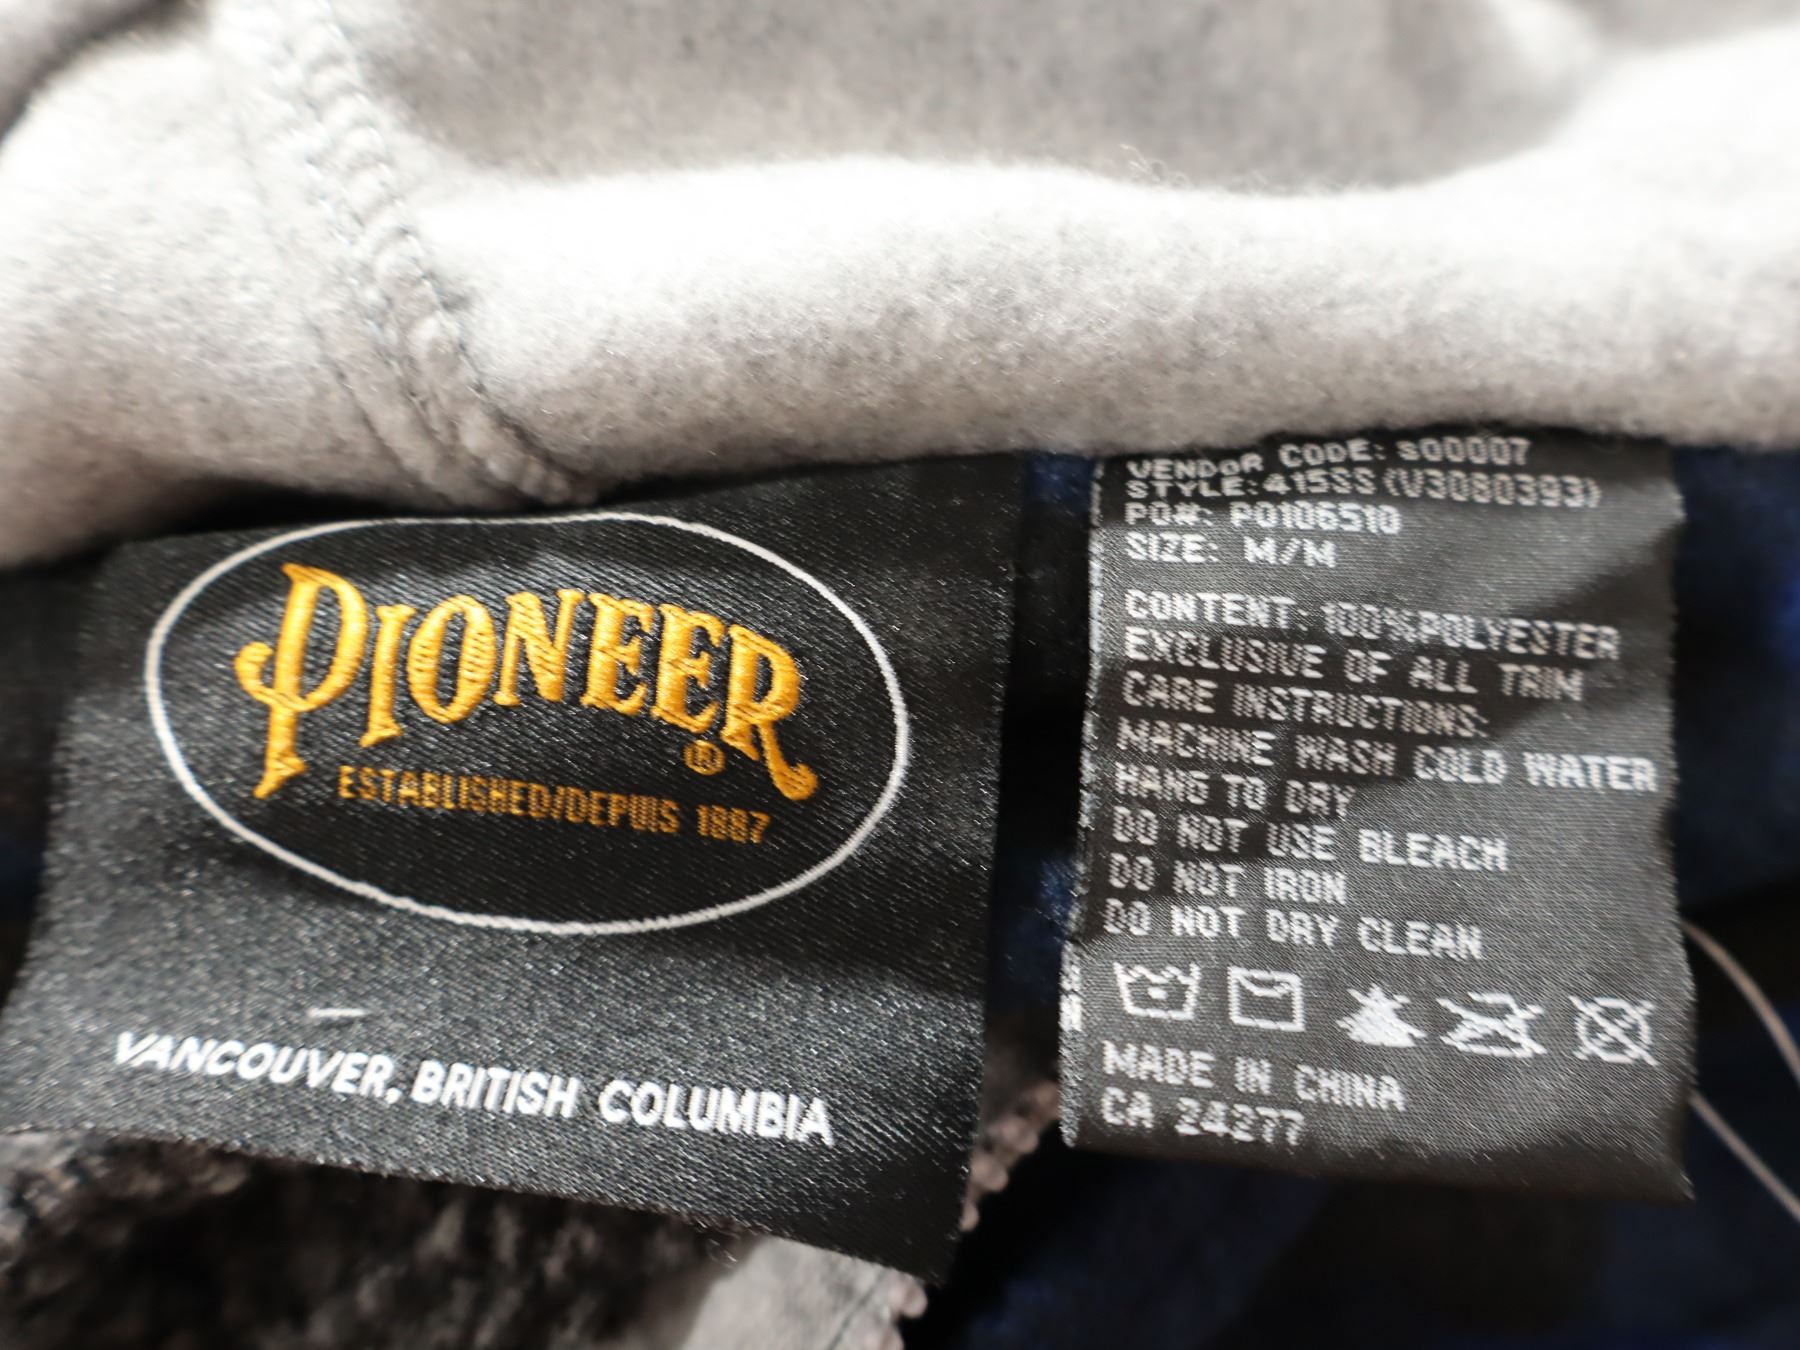 PIONEER®
ESTABLISHED/DEPUIS 1887
VANCOUVER, BRITISH COLUMBIA
VENDOR CODE: S00007
STYLE:415SS (V3080393)
PO#: PO106510
SIZE: M/M
CONTENT: 100%POLYESTER
EXCLUSIVE OF ALL TRIM
CARE INSTRUCTIONS:
MACHINE WASH COLD WATER
HANG TO DRY
DO NOT USE BLEACH
DO NOT IRON
DO NOT DRY CLEAN
MADE IN CHINA
CA 24277